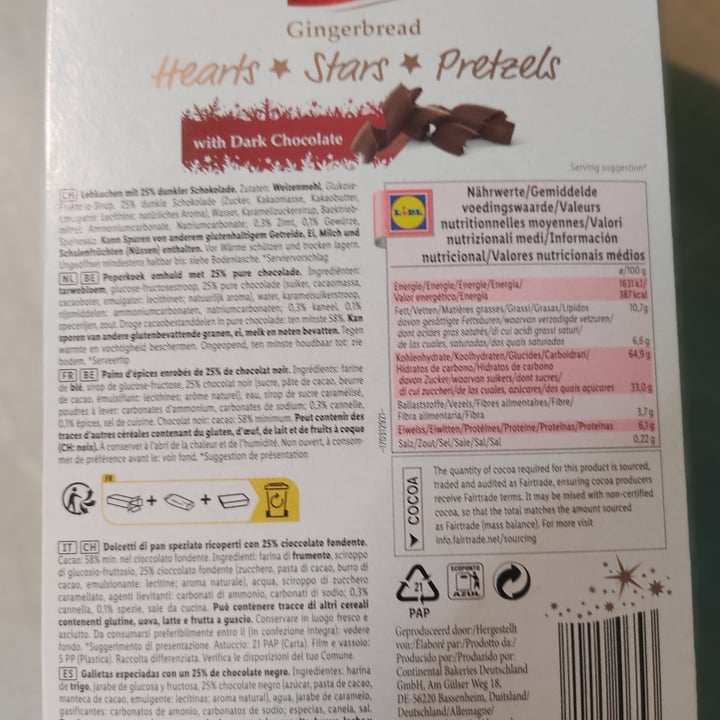 Gingerbread
Hearts ★ Stars ★ Pretzels
with Dark Chocolate
Serving suggestion*
CH Lebkuchen mit 25% dunkler Schokolade. Zutaten: Weizenmehl, Glukose-
Fruktose-Sirup, 25% dunkle Schokolade (Zucker, Kakaomasse, Kakaobutter,
Emulgator: Lecithine; natürliches Aroma), Wasser, Karamellzuckersirup, Backtrieb-
mittel: Ammoniumcarbonate, Natriumcarbonate; 0,3% Zimt, 0,1% Gewürze,
Speisesalz. Kann Spuren von anderem glutenhaltigem Getreide, Ei, Milch und
Schalenfrüchten (Nüssen) enthalten. Vor Wärme schützen und trocken lagern.
Ungeöffnet mindestens haltbar bis: siehe Bodenlasche. *Serviervorschlag
NL BE Peperkoek omhuld met 25% pure chocolade. Ingrediënten:
tarwebloem, glucose-fructosestroop, 25% pure chocolade (suiker, cacaomassa,
cacaoboter, emulgator: lecithinen; natuurlijk aroma), water, karamelsuikerstroop,
rijsmiddelen: ammoniumcarbonaten, natriumcarbonaten; 0,3% kaneel, 0,1%
specerijen, zout. Droge cacaobestanddelen in pure chocolade: ten minste 58%. Kan
sporen van andere glutenbevattende granen, ei, melk en noten bevatten. Tegen
warmte en vochtigheid beschermen. Ongeopend, ten minste houdbaar tot: zie
bodem. *Serveertip
FR BE Pains d'épices enrobés de 25% de chocolat noir. Ingrédients: farine
de blé, sirop de glucose-fructose, 25% chocolat noir (sucre, pâte de cacao, beurre
de cacao, émulsifiant: lécithines; arôme naturel), eau, sirop de sucre caramélisé,
poudres à lever: carbonates d'ammonium, carbonates de sodium; 0,3% cannelle,
0,1% épices, sel de cuisine. Chocolat noir: cacao: 58% minimum. Peut contenir des
traces d'autres céréales contenant du gluten, d'œuf, de lait et de fruits à coque
(CH: noix). A conserver à l'abri de la chaleur et de l'humidité. Non ouvert, à consom-
mer de préférence avant le: voir fond. *Suggestion de présentation
FR
+ +
IT CH Dolcetti di pan speziato ricoperti con 25% cioccolato fondente.
Cacao: 58% min. nel cioccolato fondente. Ingredienti: farina di frumento, sciroppo
di glucosio-fruttosio, 25% cioccolato fondente (zucchero, pasta di cacao, burro di
cacao, emulsionante: lecitine; aroma naturale), acqua, sciroppo di zucchero
caramellato, agenti lievitanti: carbonati di ammonio, carbonati di sodio; 0,3%
cannella, 0,1% spezie, sale da cucina. Può contenere tracce di altri cereali
contenenti glutine, uova, latte e frutta a guscio. Conservare in luogo fresco e
asciutto. Da consumarsi preferibilmente entro il (in confezione integra): vedere
fondo. *Suggerimento di presentazione. Astuccio: 21 PAP (Carta). Film e vassoio:
5 PP (Plastica). Raccolta differenziata. Verifica le disposizioni del tuo Comune.
ES Galletas especiadas con un 25% de chocolate negro. Ingredientes: harina
de trigo, jarabe de glucosa y fructosa, 25% chocolate negro (azúcar, pasta de cacao,
manteca de cacao, emulgente: lecitinas; aroma natural), agua, jarabe de caramelo,
gasificantes: carbonatos de amonio, carbonatos de sodio; especias, canela, sal.
LIDL
Nährwerte/Gemiddelde
voedingswaarde/Valeurs
nutritionnelles moyennes/Valori
nutrizionali medi/Información
nutricional/Valores nutricionais médios
ø/100 g
Energie/Energie/Énergie/Energia/ 1631 kJ/
Valor energético/Energia 387 kcal
Fett/Vetten/Matières grasses/Grassi/Grasas/Lípidos 10,7g
davon gesättigte Fettsäuren/waarvan verzadigde vetzuren/
dont acides gras saturés/di cui acidi grassi saturi/
de las cuales, saturadas/dos quais saturados 6,6 g
Kohlenhydrate/Koolhydraten/Glucides/Carboidrati/ 64,9 g
Hidratos de carbono/Hidratos de carbono
davon Zucker/waarvan suikers/dont sucres/
di cui zuccheri/de los cuales, azúcares/dos quais açúcares 33,0 g
Ballaststoffe/Vezels/Fibres alimentaires/Fibre/
Fibra alimentaria/Fibra 3,7 g
Eiweiss/Eiwitten/Protéines/Proteine/Proteínas/Proteínas 6,1 g
Salz/Zout/Sel/Sale/Sal/Sal 0,22 g
COCOA
The quantity of cocoa required for this product is sourced,
traded and audited as Fairtrade, ensuring cocoa producers
receive Fairtrade terms. It may be mixed with non-certified
cocoa, so that the total matches the amount sourced
as Fairtrade (mass balance). For more visit
info.fairtrade.net/sourcing
21
PAP
AZUL
Geproduceerd door:/Hergestellt
von:/Élaboré par:/Prodotto da:/
Producido por:/Produzido por:
Continental Bakeries Deutschland
GmbH, Am Gülser Weg 18,
DE-56220 Bassenheim, Duitsland/
Deutschland/Allemagne/